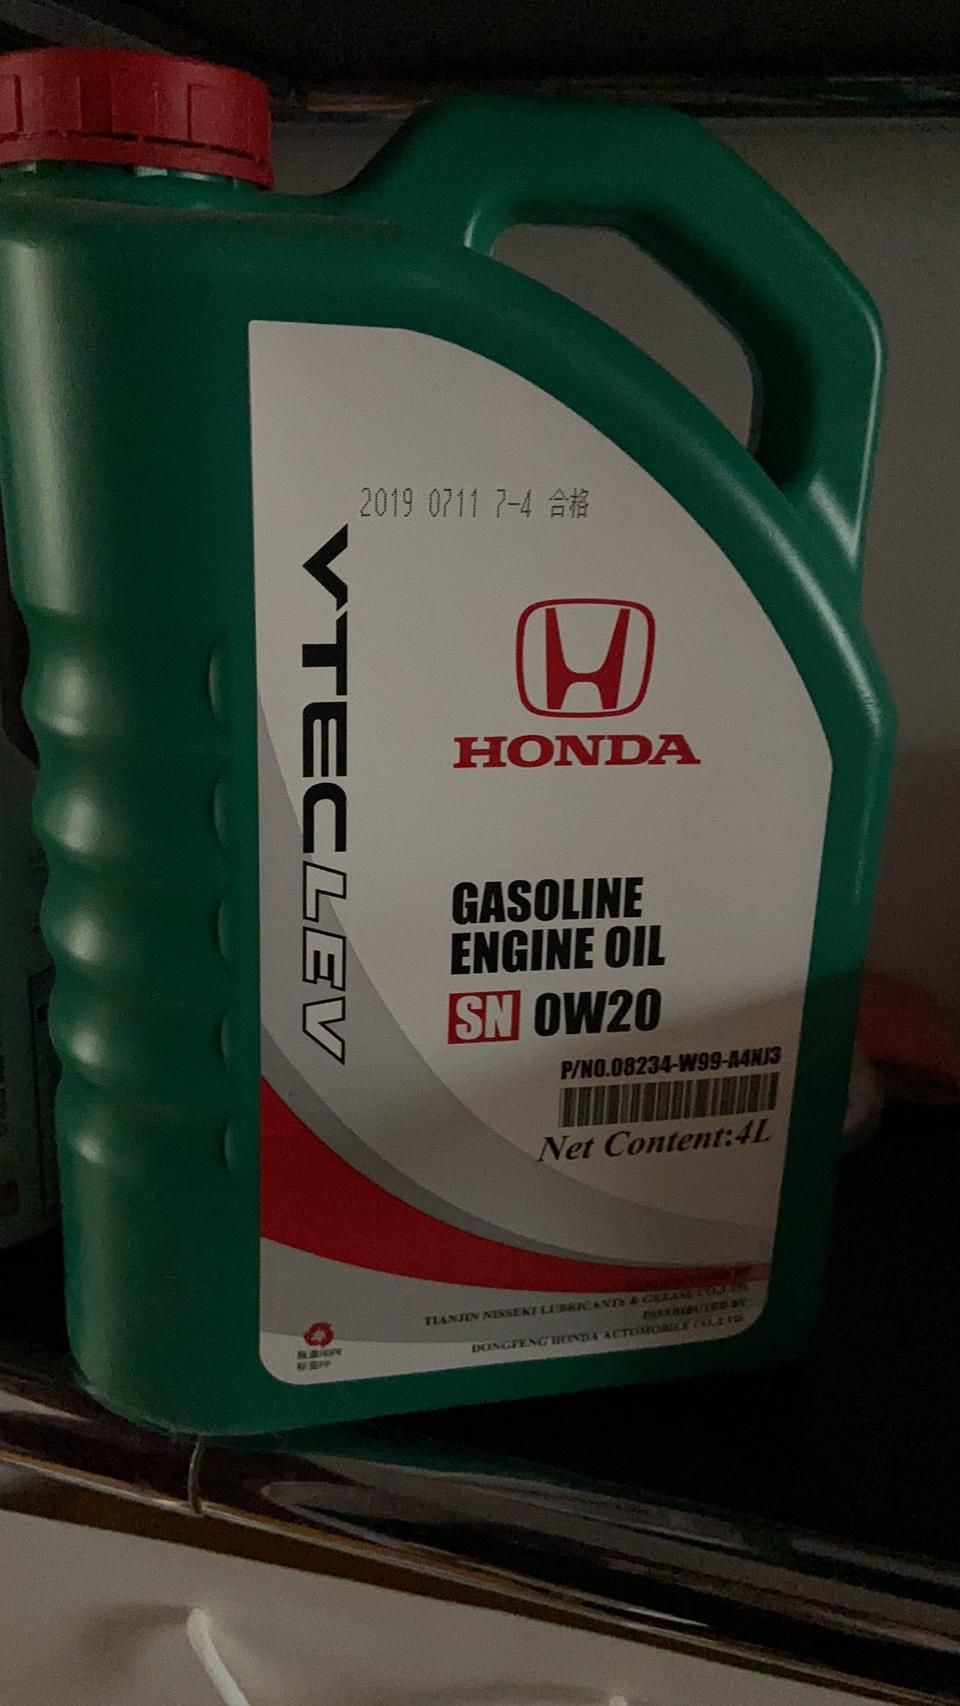 2019 0711 7-4 合格
VTECLEV
HONDA
GASOLINE
ENGINE OIL
SN 0W20
P/NO.08234-W99-A4NJ3
Net Content:4L
TIANJIN NISSEKI LUBRICANTS & GREASE CO.,LTD.
DISTRIBUTED BY
DONGFENG HONDA AUTOMOBILE CO.,LTD.